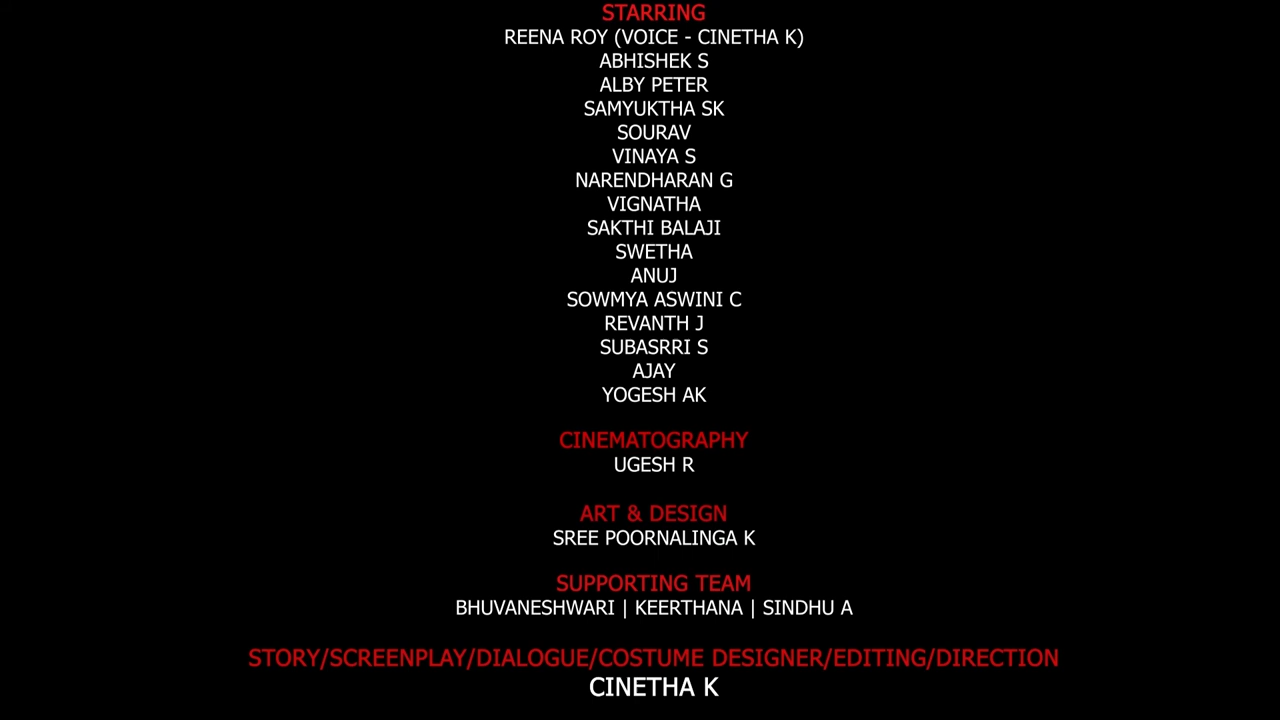 STARRING
REENA ROY (VOICE - CINETHA K)
ABHISHEK S
ALBY PETER
SAMYUKTHA SK
SOURAV
VINAYA S
NARENDHARAN G
VIGNATHA
SAKTHI BALAJI
SWETHA
ANUJ
SOWMYA ASWINI C
REVANTH J
SUBASRRI S
AJAY
YOGESH AK
CINEMATOGRAPHY
UGESH R
ART & DESIGN
SREE POORNALINGA K
SUPPORTING TEAM
BHUVANESHWARI | KEERTHANA | SINDHU A
STORY/SCREENPLAY/DIALOGUE/COSTUME DESIGNER/EDITING/DIRECTION
CINETHA K